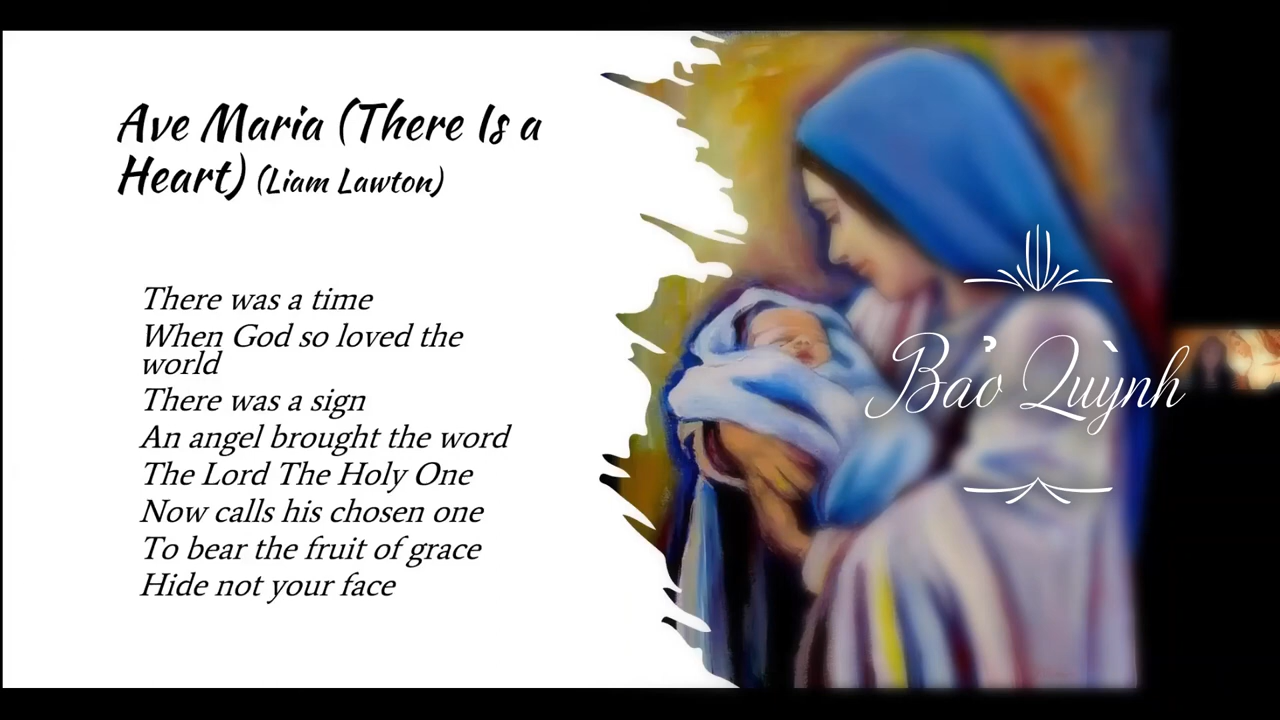 Ave Maria (There Is a
Heart) (Liam Lawton)
There was a time
When God so loved the
world
There was a sign
An angel brought the word
The Lord The Holy One
Now calls his chosen one
To bear the fruit of grace
Hide not your face
Bảo Quỳnh